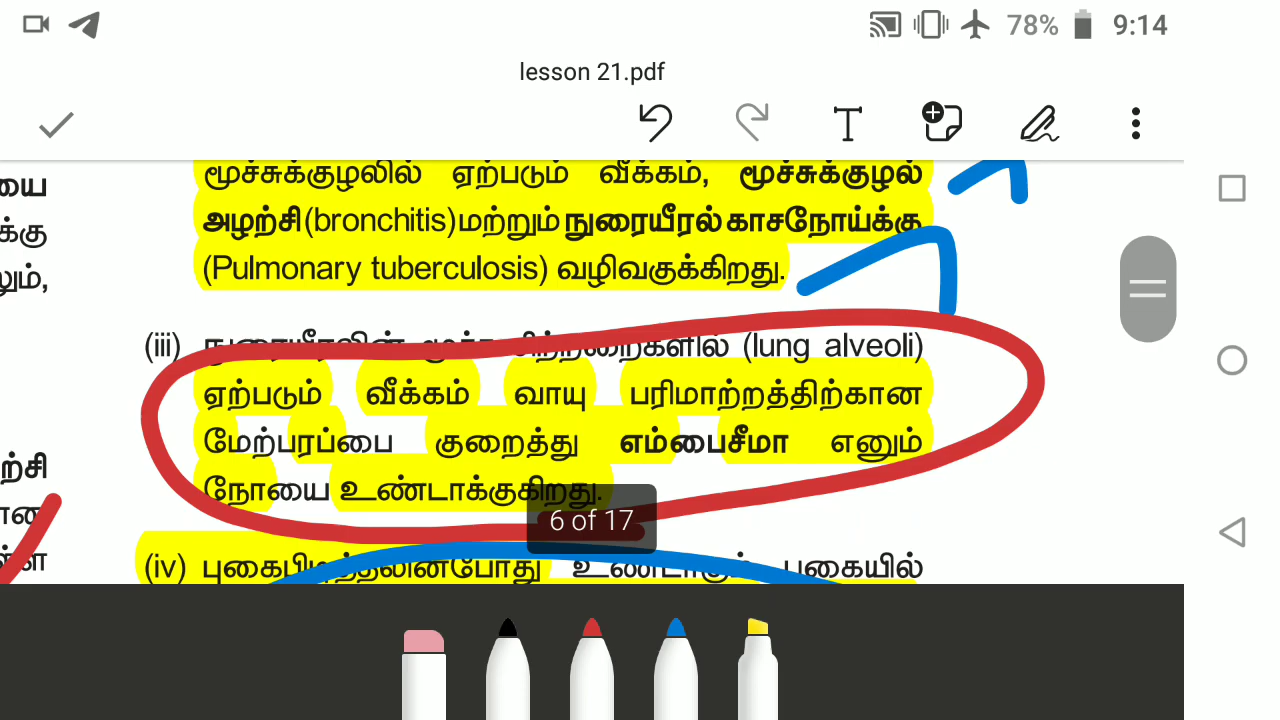 78% 9:14
lesson 21.pdf
T
மூச்சுக்குழலில் ஏற்படும் வீக்கம், மூச்சுக்குழல்
யை அழற்சி (bronchitis) மற்றும் நுரையீரல் காசநோய்க்கு
க்கு (Pulmonary tuberculosis) வழிவகுக்கிறது.
லும்,
(iii) நுரையீரலின் மூச்சு சிற்றறைகளில் (lung alveoli)
ஏற்படும் வீக்கம் வாயு பரிமாற்றத்திற்கான
மேற்பரப்பை குறைத்து எம்பைசீமா எனும்
ற்சி நோயை உண்டாக்குகிறது.
6 of 17
(iv) புகைபிடித்தலின்போது உண்டாகும் புகையில்